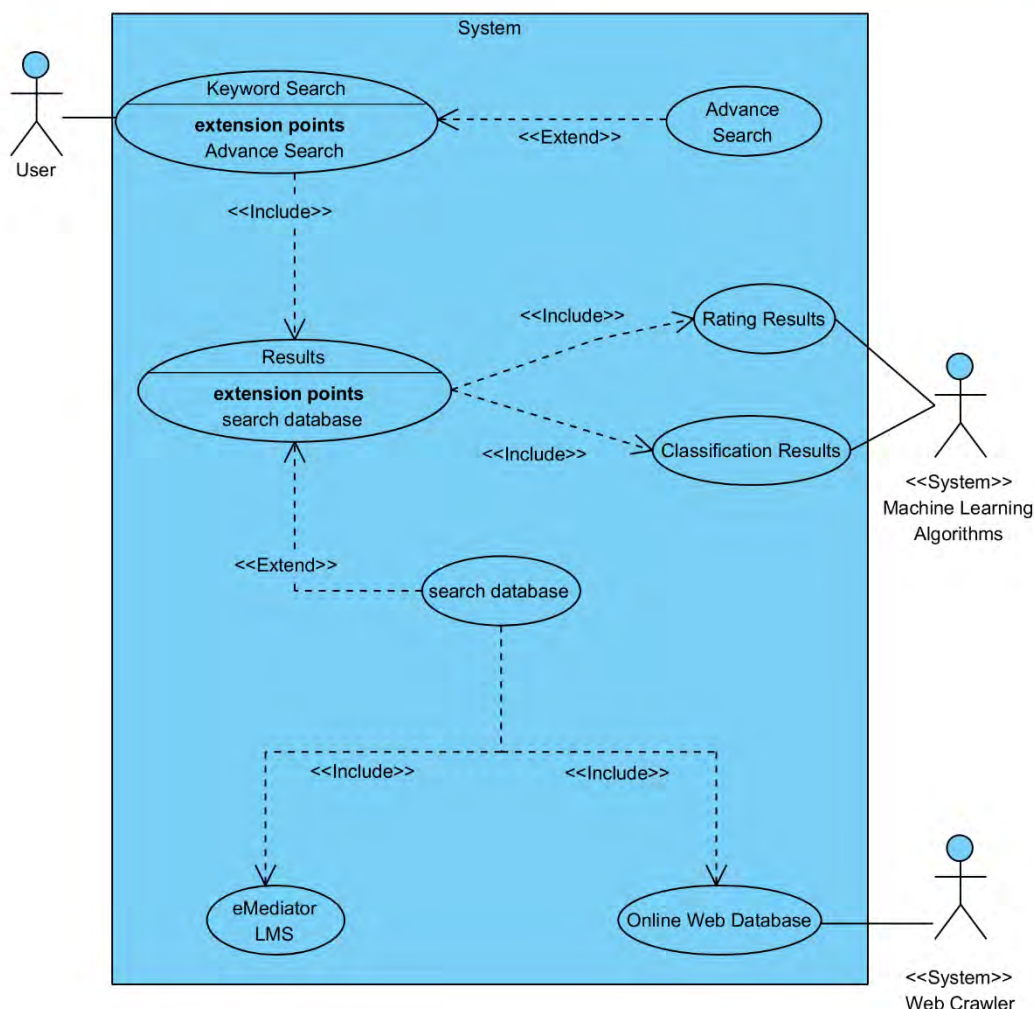 System
Keyword Search
extension points
Advance Search
Advance
Search
<<Extend>>
User
<<Include>>
<<Include>>
Rating Results
Results
extension points
search database
<<Include>>
Classification Results
<<System>>
Machine Learning
Algorithms
<<Extend>>
search database
<<Include>>
<<Include>>
eMediator
LMS
Online Web Database
<<System>>
Web Crawler